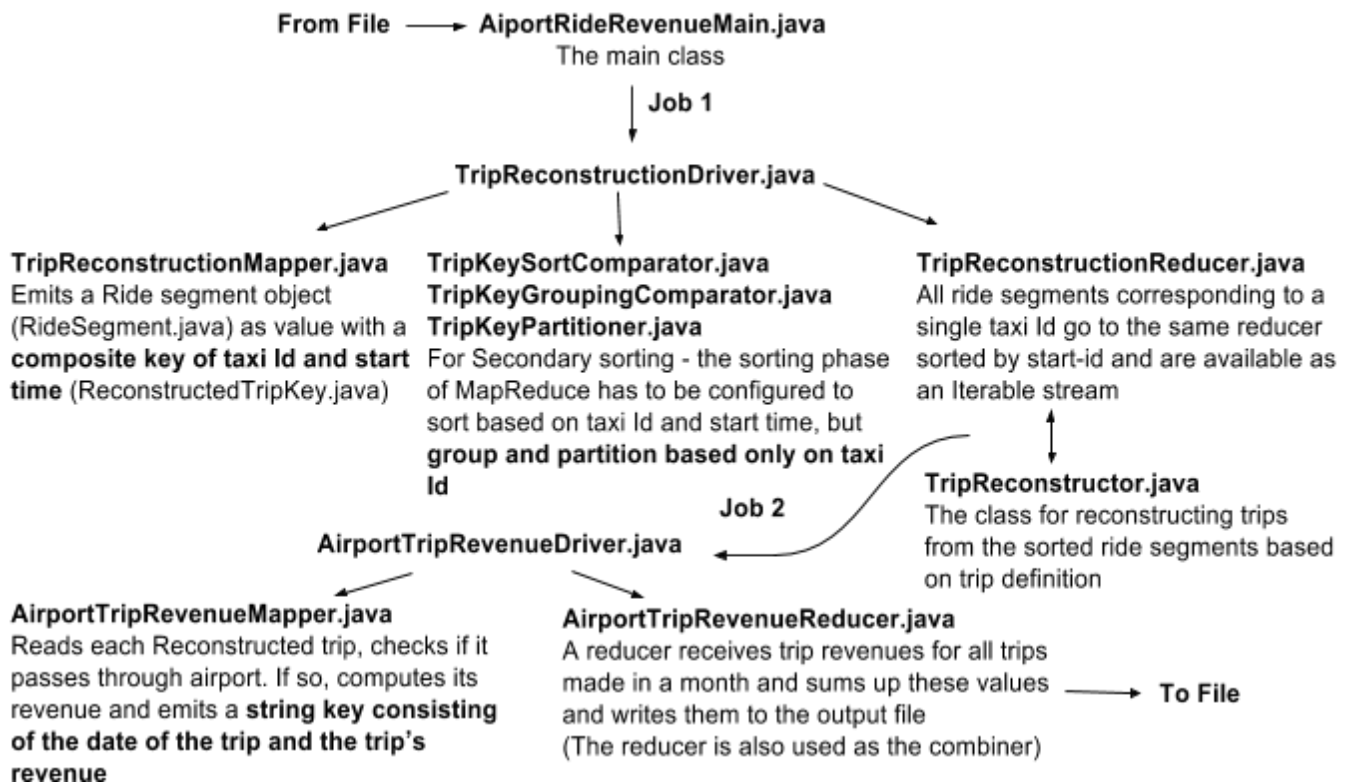 From File
AiportRideRevenueMain.java
The main class
Job 1
TripReconstructionDriver.java
TripReconstructionMapper.java
Emits a Ride segment object
(RideSegment.java) as value with a
composite key of taxi Id and start
time (ReconstructedTripKey.java)
TripKeySortComparator.java
TripKeyGroupingComparator.java
TripKeyPartitioner.java
For Secondary sorting - the sorting phase
of MapReduce has to be configured to
sort based on taxi Id and start time, but
group and partition based only on taxi
Id
TripReconstructionReducer.java
All ride segments corresponding to a
single taxi Id go to the same reducer
sorted by start-id and are available as
an Iterable stream
TripReconstructor.java
The class for reconstructing trips
from the sorted ride segments based
on trip definition
Job 2
AirportTripRevenueDriver.java
AirportTripRevenueMapper.java
Reads each Reconstructed trip, checks if it
passes through airport. If so, computes its
revenue and emits a string key consisting
of the date of the trip and the trip's
revenue
AirportTripRevenueReducer.java
A reducer receives trip revenues for all trips
made in a month and sums up these values
and writes them to the output file
(The reducer is also used as the combiner)
To File